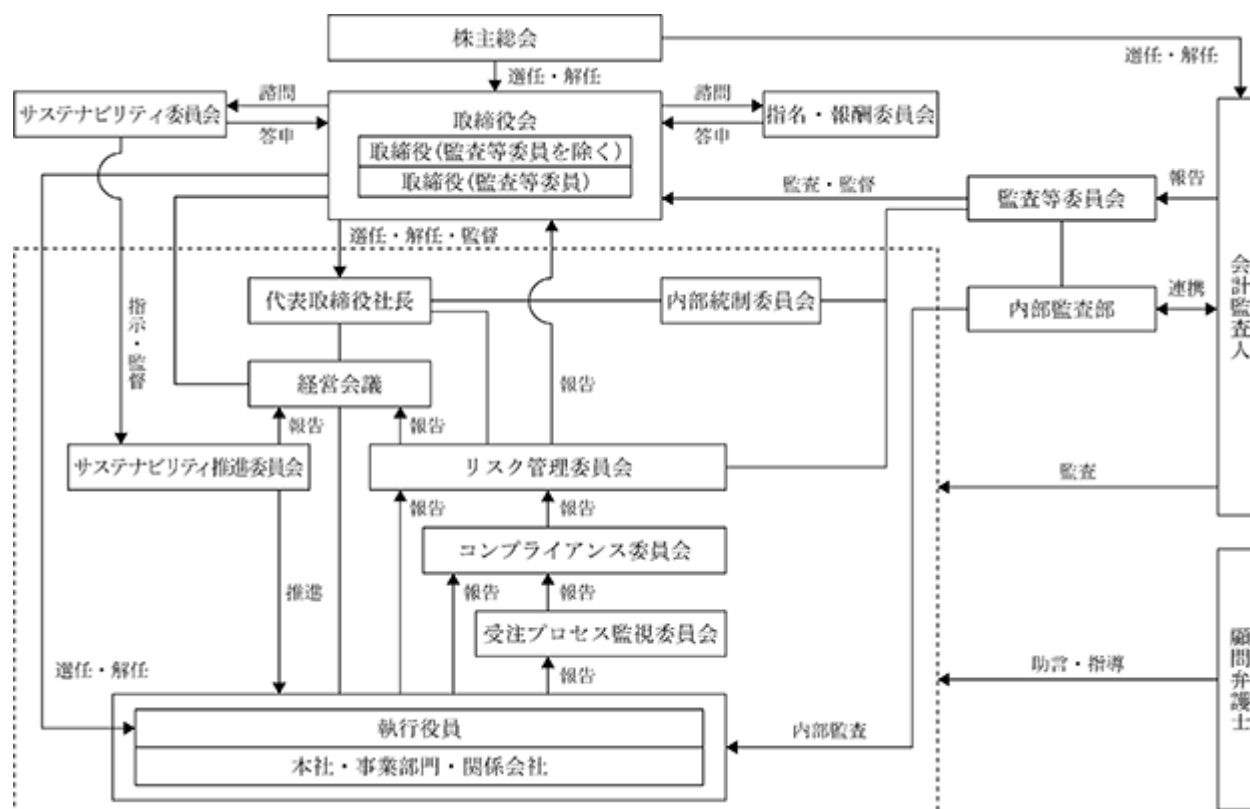 株主総会
選任・解任
選任・解任
諮問
諮問
サステナビリティ委員会
取締役会
指名・報酬委員会
答申
答申
取締役(監査等委員を除く)
取締役(監査等委員)
監査・監督
監査等委員会
報告
選任・解任・監督
代表取締役社長
内部統制委員会
内部監査部
連携
会計監査人
指示・監督
経営会議
報告
報告
報告
サステナビリティ推進委員会
リスク管理委員会
監査
報告
報告
コンプライアンス委員会
推進
報告
報告
受注プロセス監視委員会
選任・解任
報告
助言・指導
顧問弁護士
執行役員
内部監査
本社・事業部門・関係会社